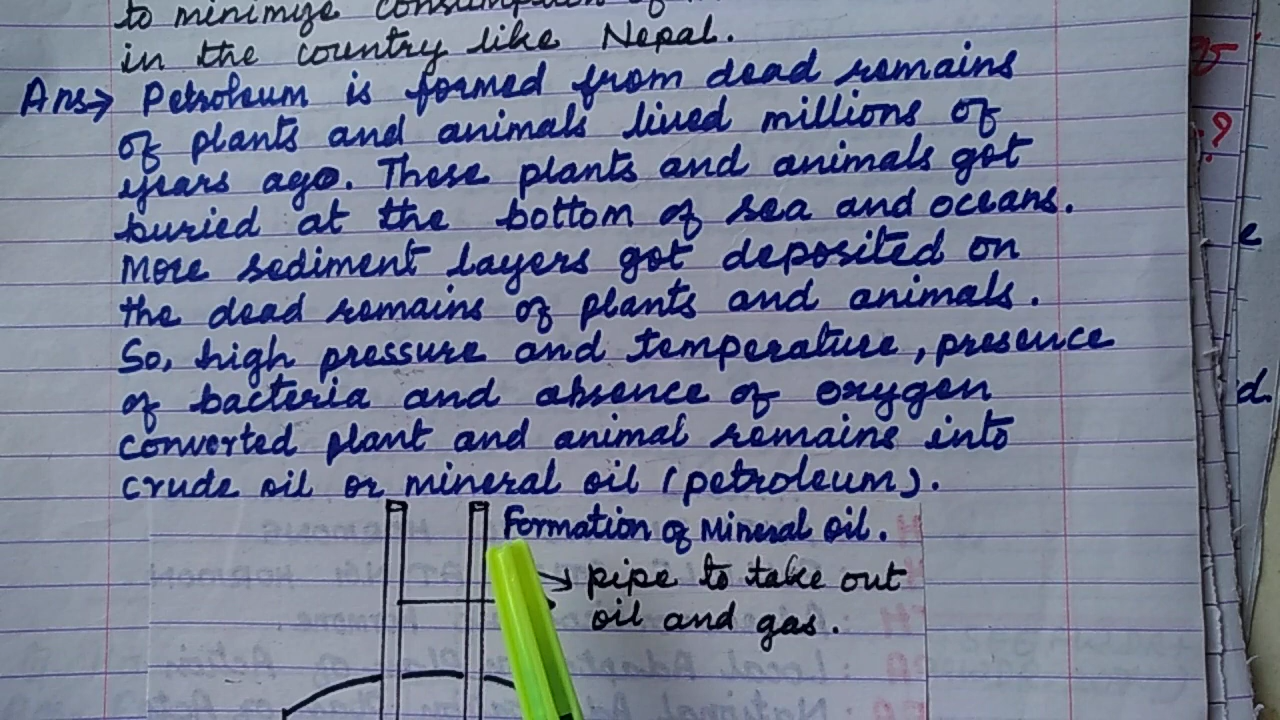 to minimize consumption of
in the country like Nepal.
Ans→ Petroleum is formed from dead remains
of plants and animals lived millions of
years ago. These plants and animals got
buried at the bottom of sea and oceans.
More sediment layers got deposited on
the dead remains of plants and animals.
So, high pressure and temperature, presence
of bacteria and absence of oxygen
converted plant and animal remains into
crude oil or mineral oil (petroleum).
Formation of Mineral oil.
pipe to take out
oil and gas.